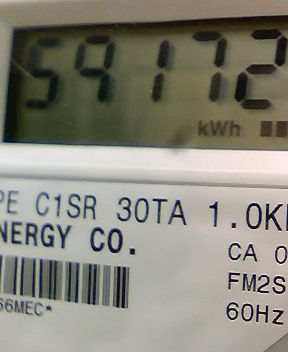 59172
kWh
PE C1SR 30TA 1.0K
NERGY CO.
CA 0
FM2S
66MEC*
60Hz